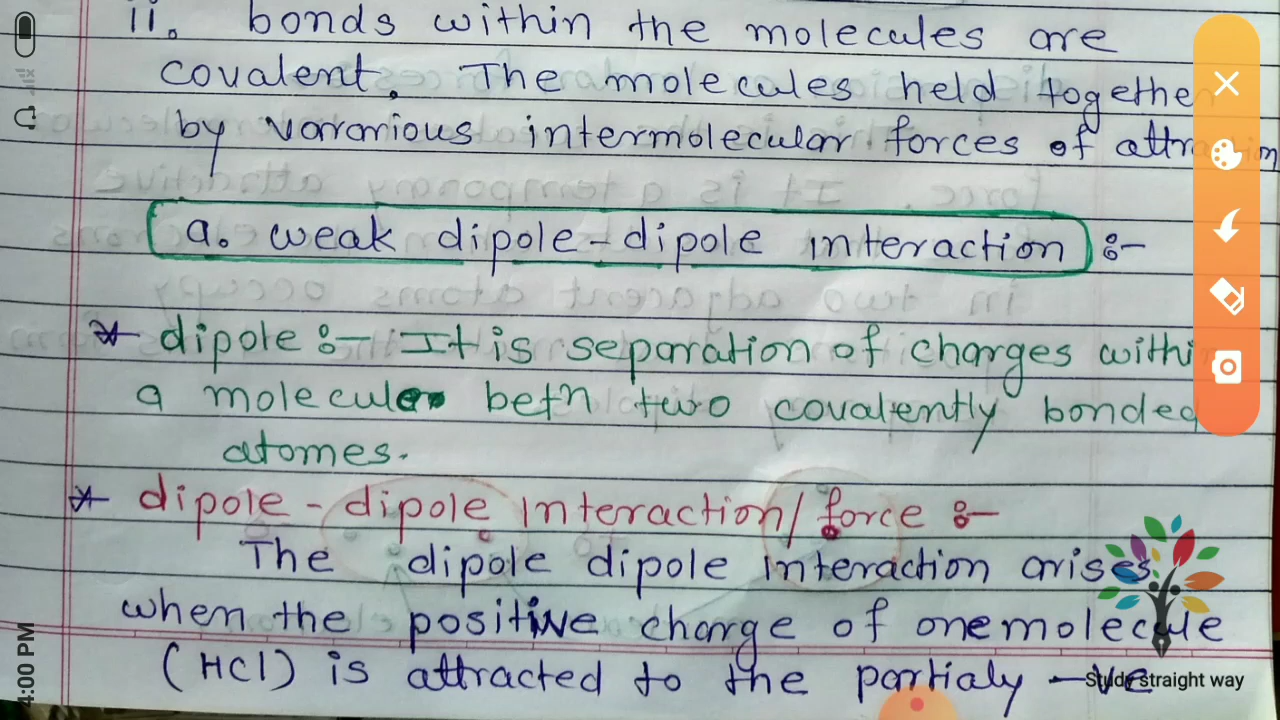 ii. bonds within the molecules are
covalent. The molecules held togethe
by vararious intermolecular forces of attra
a. weak dipole-dipole interaction :-
* dipole :- It is separation of charges withi
a molecule betn two covalently bonded
atomes.
* dipole - dipole Interaction/force :-
The dipole dipole interaction arises
when the positive charge of one molecule
(HCl) is attracted to the partialy -ve
Study straight way
4:00 PM